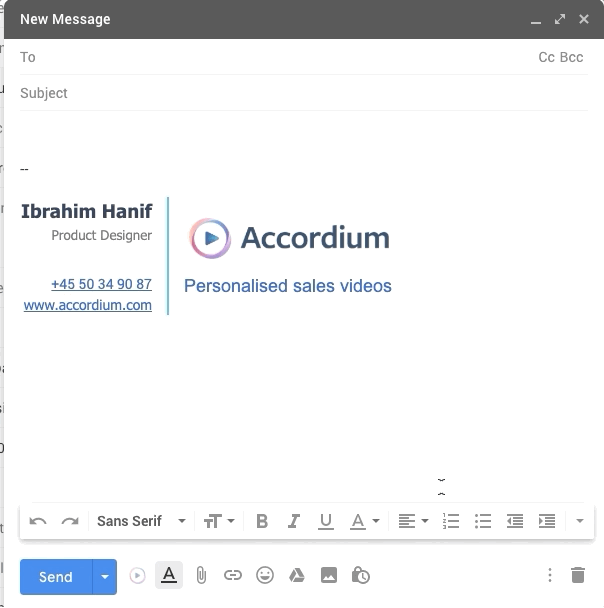 New Message
To Cc Bcc
Subject
--
Ibrahim Hanif
Product Designer
+45 50 34 90 87
www.accordium.com
Accordium
Personalised sales videos
Sans Serif
Send